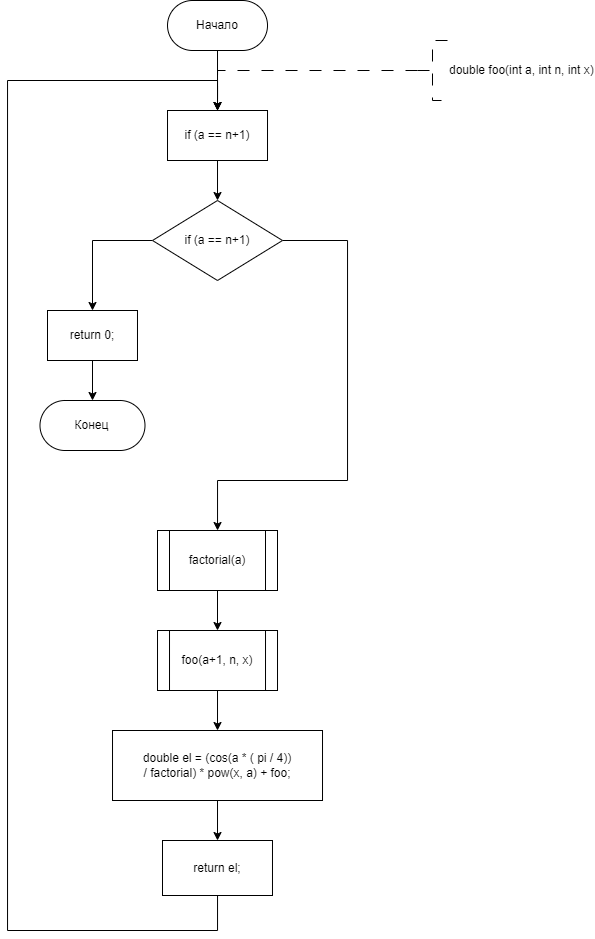 Начало
double foo(int a, int n, int x)
if (a == n+1)
if (a == n+1)
return 0;
Конец
factorial(a)
foo(a+1, n, x)
double el = (cos(a * ( pi / 4))
/ factorial) * pow(x, a) + foo;
return el;